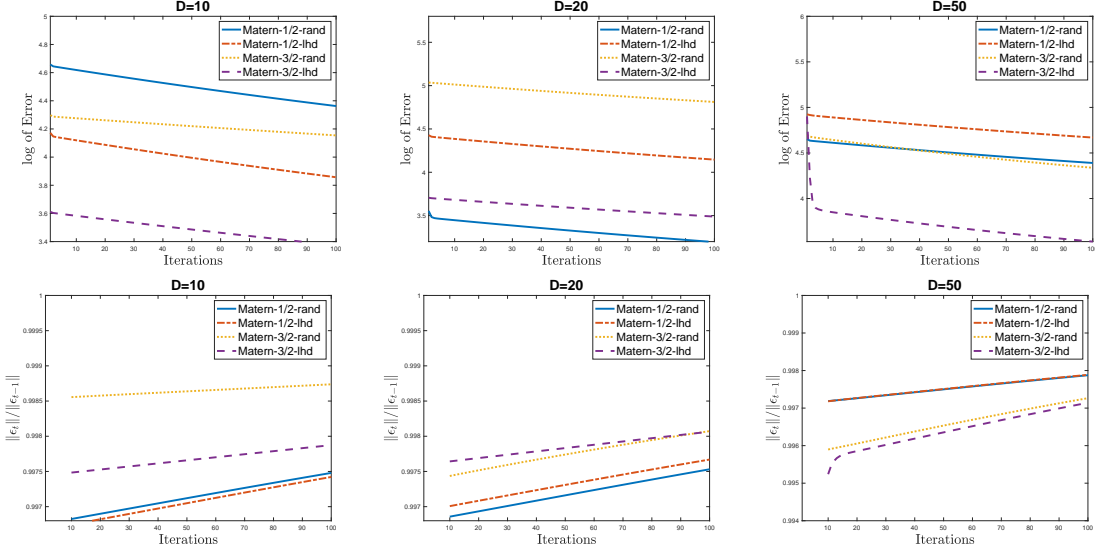 D=10
log of Error
5
4.8
4.6
4.4
4.2
4
3.8
3.6
3.4
10 20 30 40 50 60 70 80 90 100
Iterations
Matern-1/2-rand
Matern-1/2-lhd
Matern-3/2-rand
Matern-3/2-lhd
D=20
log of Error
5.5
5
4.5
4
3.5
10 20 30 40 50 60 70 80 90 100
Iterations
Matern-1/2-rand
Matern-1/2-lhd
Matern-3/2-rand
Matern-3/2-lhd
D=50
log of Error
6
5.5
5
4.5
4
10 20 30 40 50 60 70 80 90 100
Iterations
Matern-1/2-rand
Matern-1/2-lhd
Matern-3/2-rand
Matern-3/2-lhd
D=10
‖ϵ_t‖/‖ϵ_{t−1}‖
1
0.9995
0.999
0.9985
0.998
0.9975
0.997
10 20 30 40 50 60 70 80 90 100
Iterations
Matern-1/2-rand
Matern-1/2-lhd
Matern-3/2-rand
Matern-3/2-lhd
D=20
‖ϵ_t‖/‖ϵ_{t−1}‖
1
0.9995
0.999
0.9985
0.998
0.9975
0.997
10 20 30 40 50 60 70 80 90 100
Iterations
Matern-1/2-rand
Matern-1/2-lhd
Matern-3/2-rand
Matern-3/2-lhd
D=50
‖ϵ_t‖/‖ϵ_{t−1}‖
1
0.999
0.998
0.997
0.996
0.995
0.994
10 20 30 40 50 60 70 80 90 100
Iterations
Matern-1/2-rand
Matern-1/2-lhd
Matern-3/2-rand
Matern-3/2-lhd